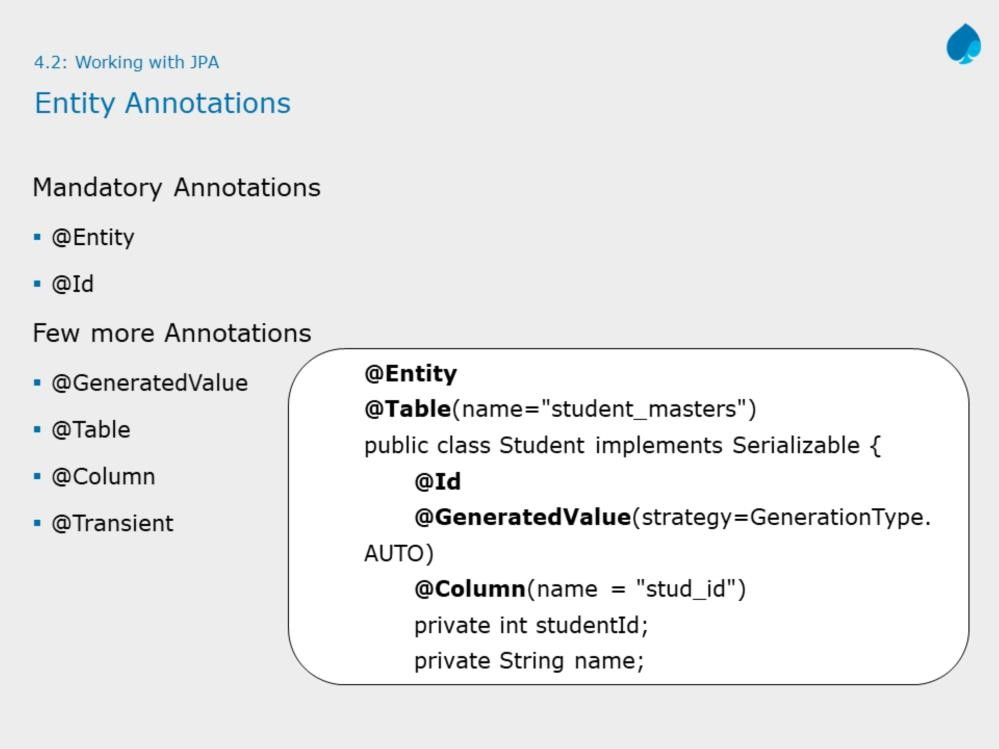 4.2: Working with JPA
Entity Annotations
Mandatory Annotations
@Entity
@Id
Few more Annotations
@GeneratedValue
@Table
@Column
@Transient
@Entity
@Table(name="student_masters")
public class Student implements Serializable {
@Id
@GeneratedValue(strategy=GenerationType.
AUTO)
@Column(name = "stud_id")
private int studentId;
private String name;